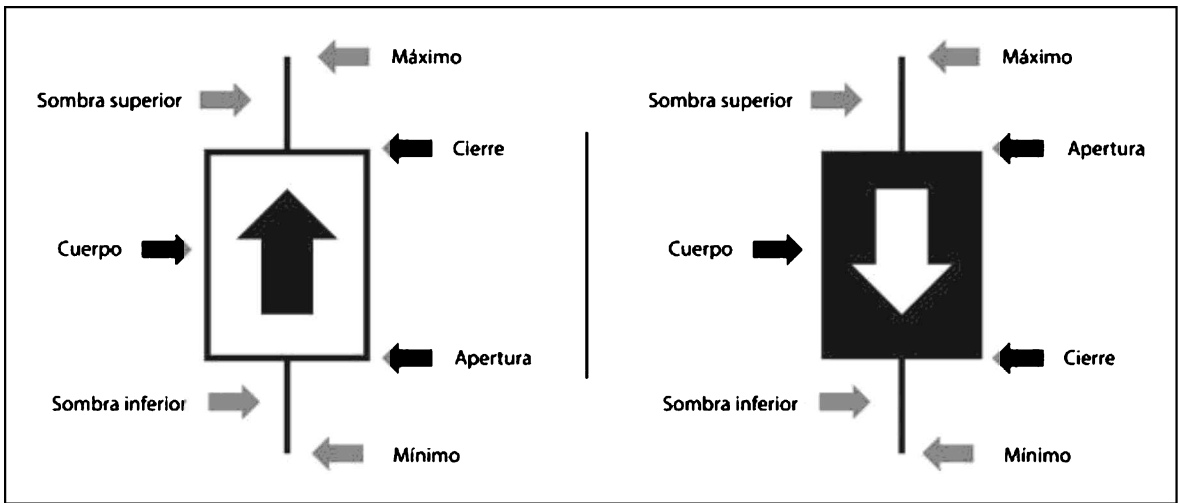 Máximo
Sombra superior
Cierre
Cuerpo
Apertura
Sombra inferior
Mínimo
Máximo
Sombra superior
Apertura
Cuerpo
Cierre
Sombra inferior
Mínimo